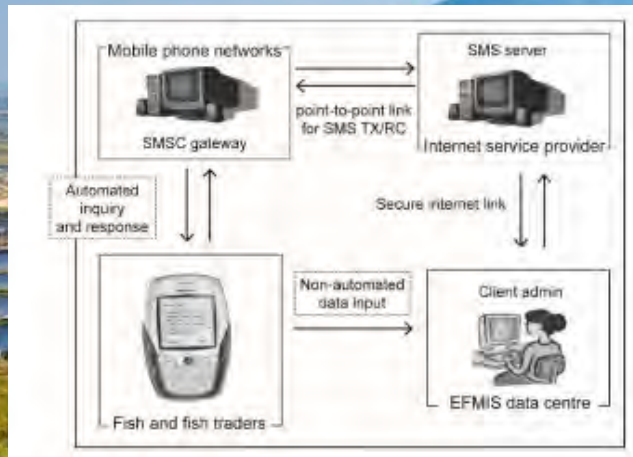 Mobile phone networks
SMSC gateway
point-to-point link
for SMS TX/RC
SMS server
Internet service provider
Automated
inquiry
and response
Secure internet link
Non-automated
data input
Client admin
Fish and fish traders
EFMIS data centre